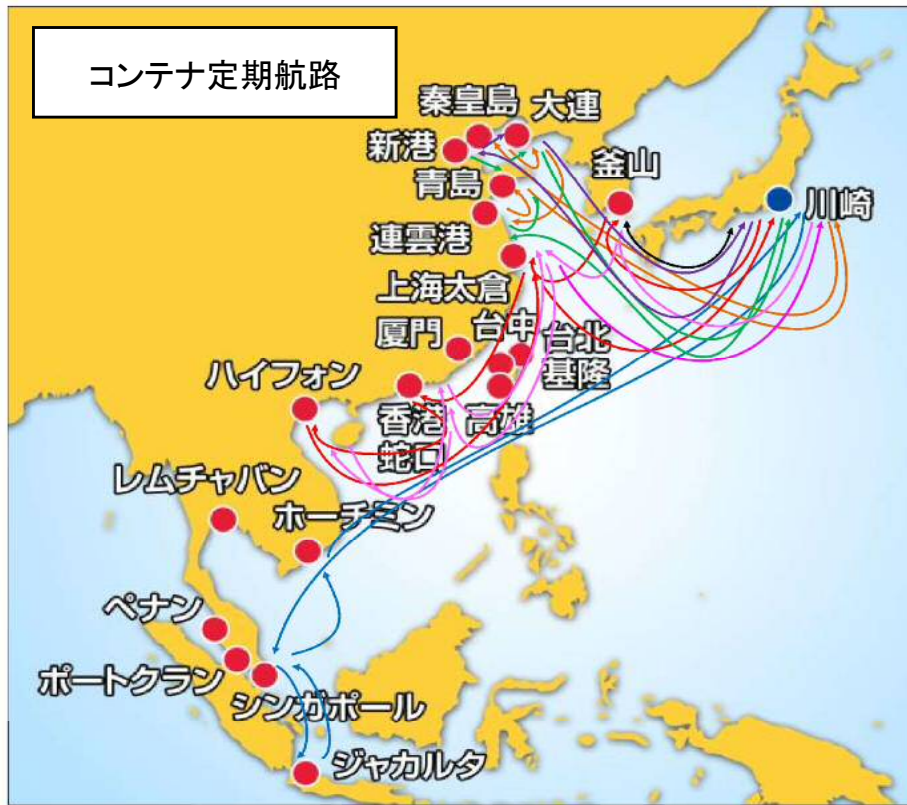 コンテナ定期航路
秦皇島
大連
新港
釜山
青島
川崎
連雲港
上海太倉
厦門
台中
台北
基隆
ハイフォン
香港
高雄
蛇口
レムチャバン
ホーチミン
ペナン
ポートクラン
シンガポール
ジャカルタ